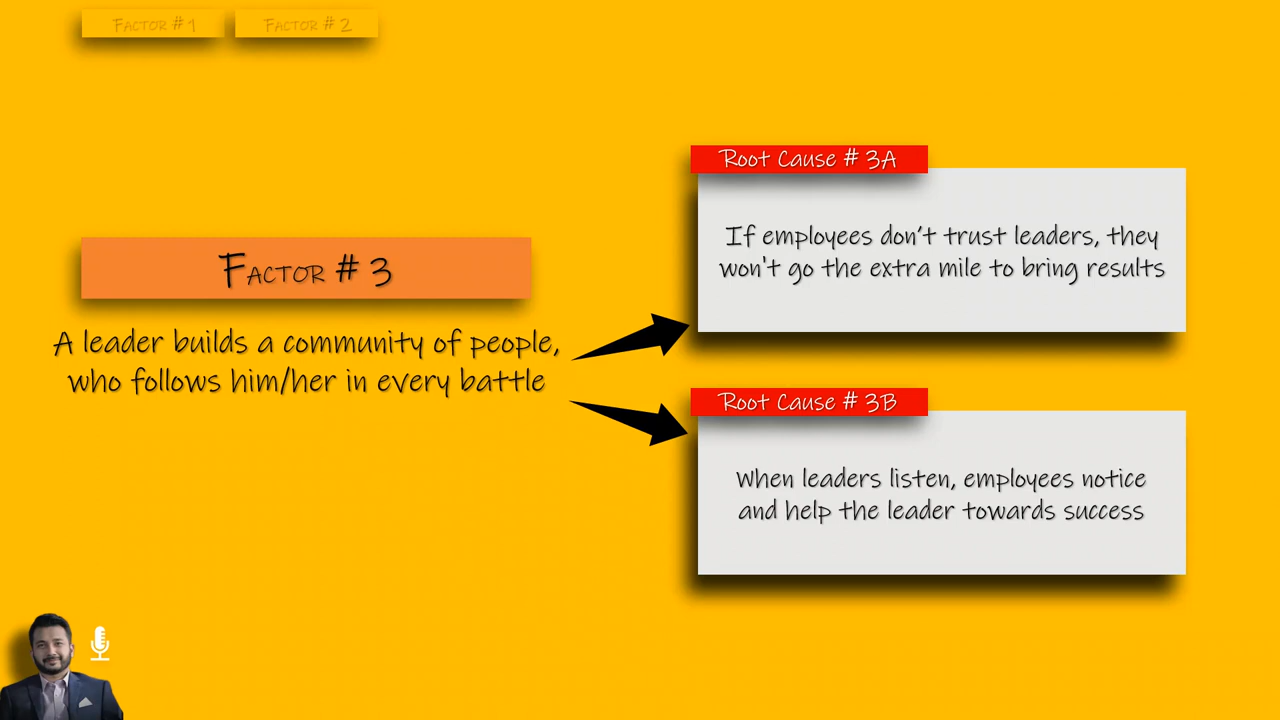 Factor # 1
Factor # 2
Factor # 3
A leader builds a community of people,
who follows him/her in every battle
Root Cause # 3A
If employees don’t trust leaders, they
won't go the extra mile to bring results
Root Cause # 3B
When leaders listen, employees notice
and help the leader towards success